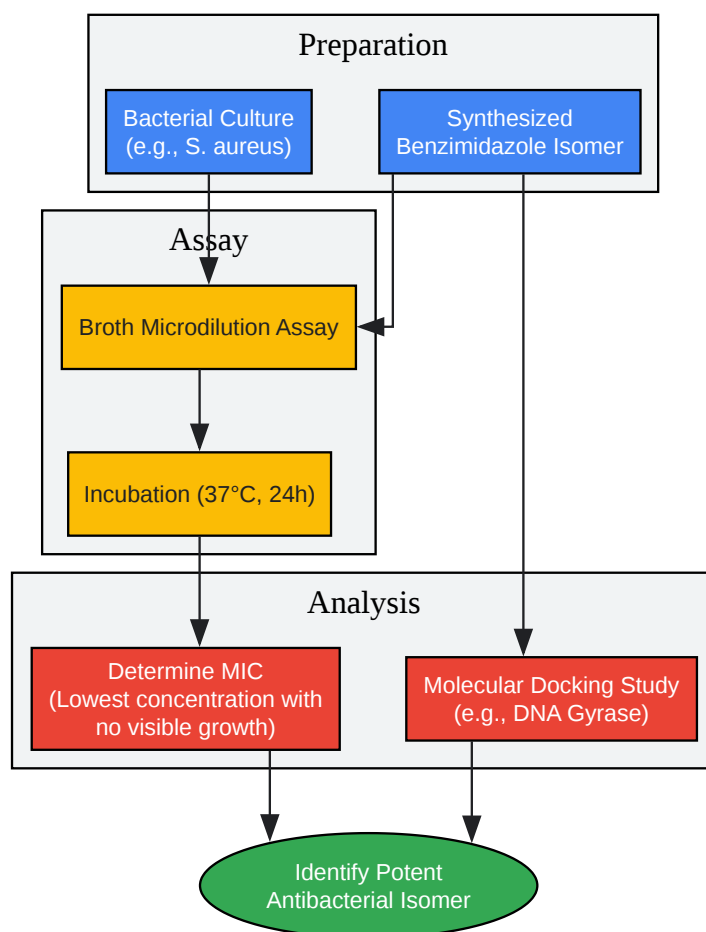 Preparation
Bacterial Culture
(e.g., S. aureus)
Synthesized
Benzimidazole Isomer
Assay
Broth Microdilution Assay
Incubation (37°C, 24h)
Analysis
Determine MIC
(Lowest concentration with
no visible growth)
Molecular Docking Study
(e.g., DNA Gyrase)
Identify Potent
Antibacterial Isomer